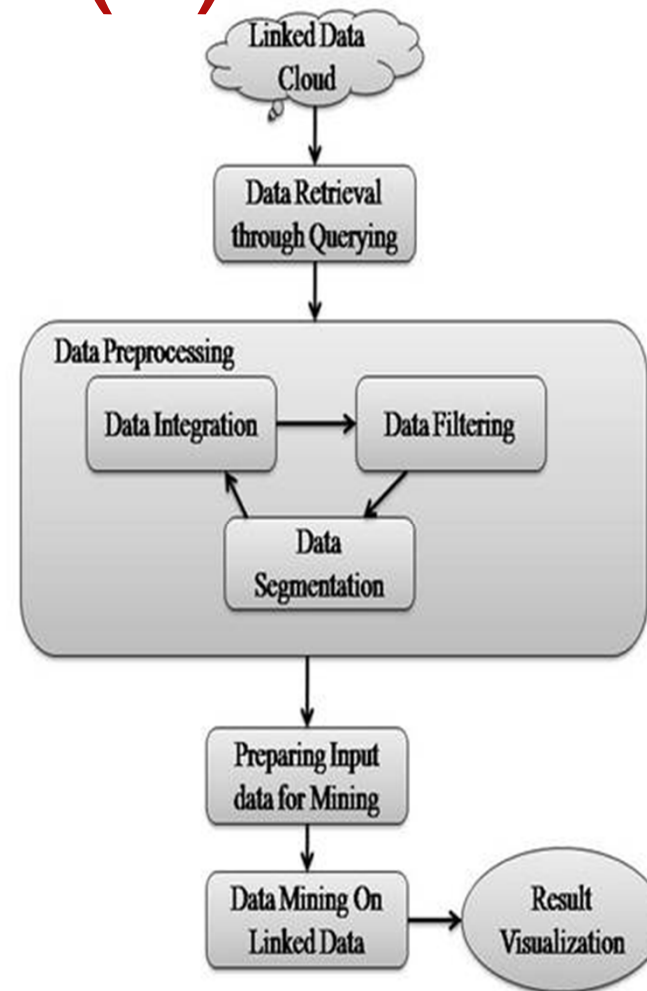 Linked Data
Cloud
Data Retrieval
through Querying
Data Preprocessing
Data Integration
Data Filtering
Data
Segmentation
Preparing Input
data for Mining
Data Mining On
Linked Data
Result
Visualization